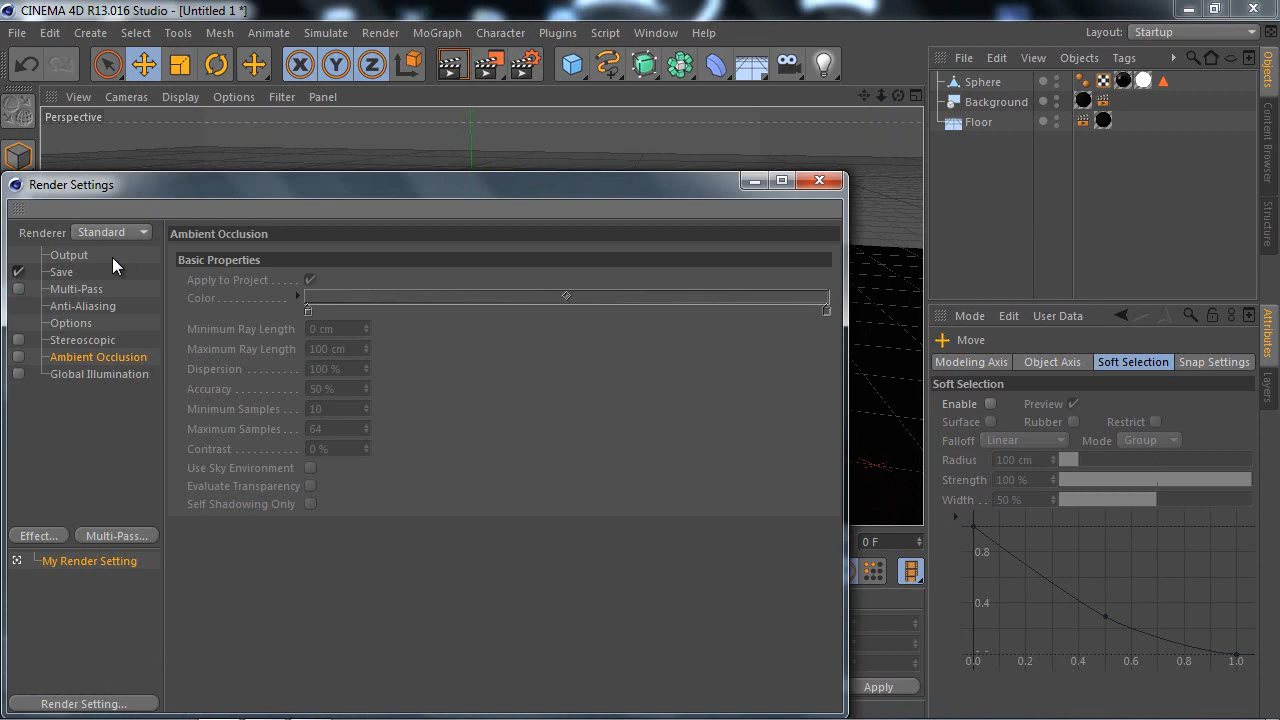 CINEMA 4D R13.016 Studio - [Untitled 1 *]
File Edit Create Select Tools Mesh Animate Simulate Render MoGraph Character Plugins Script Window Help
Layout: Startup
View Cameras Display Options Filter Panel
Perspective
File Edit View Objects Tags
Sphere
Background
Floor
Objects
Content Browser
Structure
Render Settings
Renderer Standard
Output
Save
Multi-Pass
Anti-Aliasing
Options
Stereoscopic
Ambient Occlusion
Global Illumination
Effect... Multi-Pass...
My Render Setting
Render Setting...
Ambient Occlusion
Basic Properties
Apply to Project
Color
Minimum Ray Length 0 cm
Maximum Ray Length 100 cm
Dispersion 100 %
Accuracy 50 %
Minimum Samples 10
Maximum Samples 64
Contrast 0 %
Use Sky Environment
Evaluate Transparency
Self Shadowing Only
0 F
Apply
Mode Edit User Data
Move
Modeling Axis Object Axis Soft Selection Snap Settings
Soft Selection
Enable Preview
Surface Rubber Restrict
Falloff Linear Mode Group
Radius 100 cm
Strength 100 %
Width 50 %
0.8
0.4
0.0 0.2 0.4 0.6 0.8 1.0
Attributes
Layers